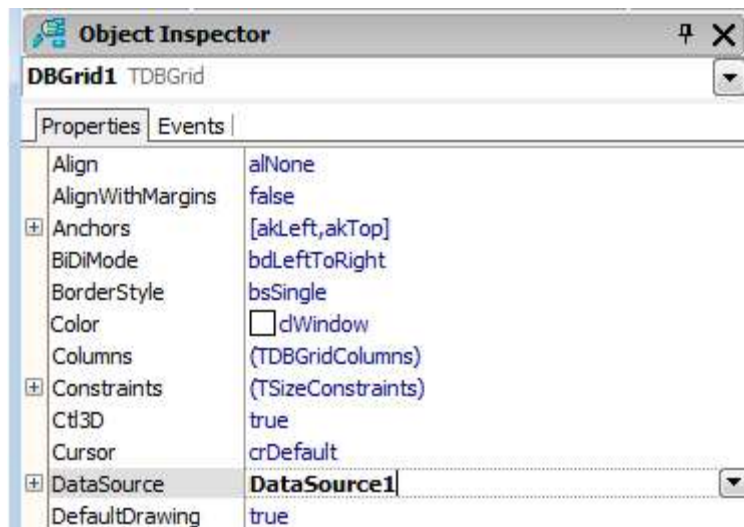 Object Inspector
DBGrid1 TDBGrid
Properties Events
Align alNone
AlignWithMargins false
Anchors [akLeft,akTop]
BiDiMode bdLeftToRight
BorderStyle bsSingle
Color clWindow
Columns (TDBGridColumns)
Constraints (TSizeConstraints)
Ctl3D true
Cursor crDefault
DataSource DataSource1
DefaultDrawing true